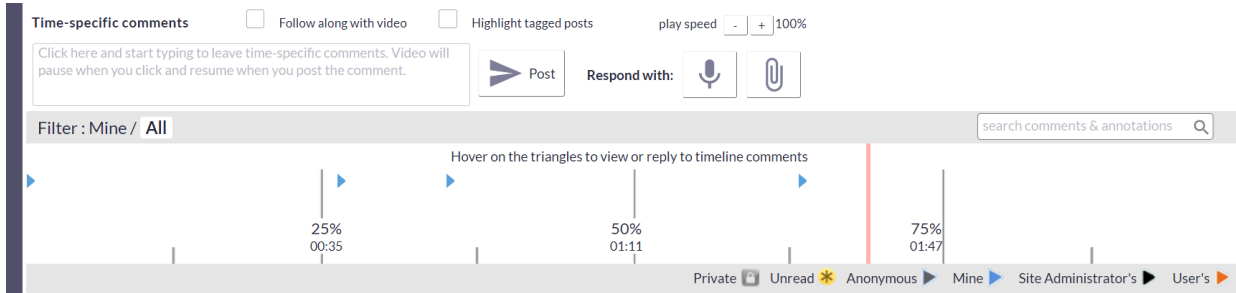 Time-specific comments Follow along with video Highlight tagged posts play speed - + 100%
Click here and start typing to leave time-specific comments. Video will
pause when you click and resume when you post the comment.
Post Respond with:
Filter : Mine / All search comments & annotations
Hover on the triangles to view or reply to timeline comments
25% 50% 75%
00:35 01:11 01:47
Private Unread Anonymous Mine Site Administrator's User's